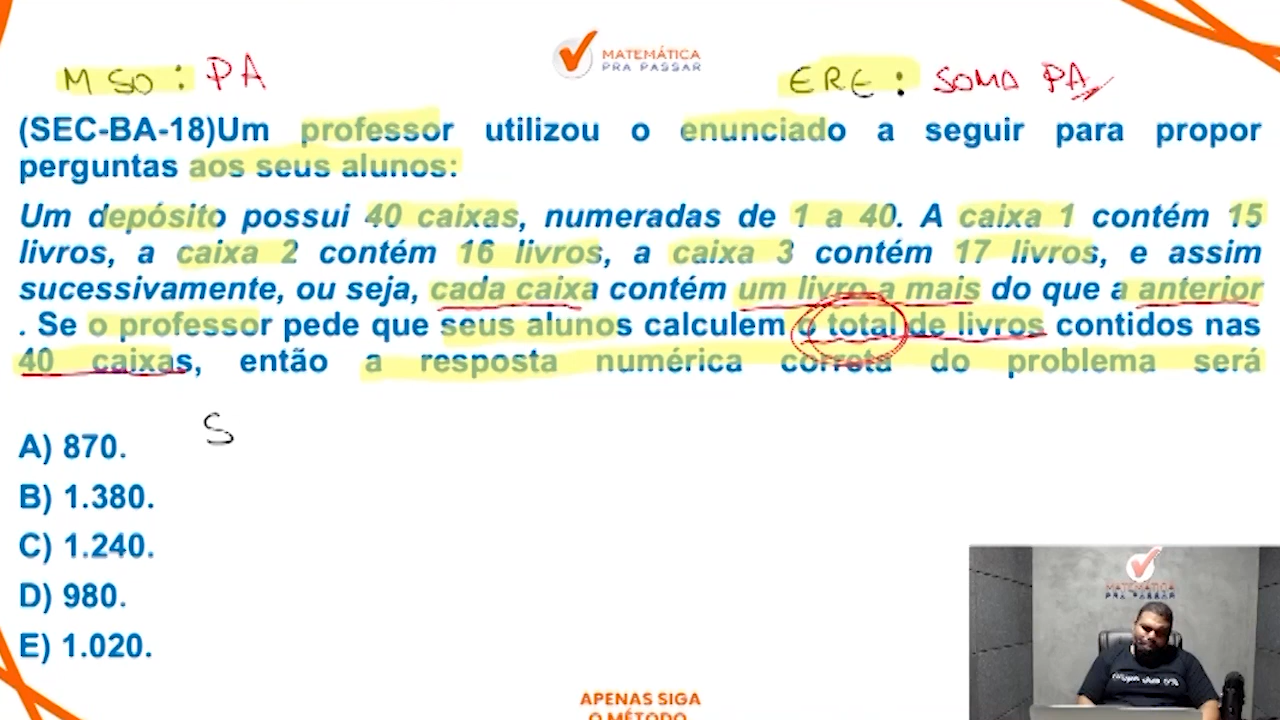 MATEMÁTICA
PRA PASSAR
MSO: PA
ERE: SOMA PA
(SEC-BA-18)Um professor utilizou o enunciado a seguir para propor
perguntas aos seus alunos:
Um depósito possui 40 caixas, numeradas de 1 a 40. A caixa 1 contém 15
livros, a caixa 2 contém 16 livros, a caixa 3 contém 17 livros, e assim
sucessivamente, ou seja, cada caixa contém um livro a mais do que a anterior
. Se o professor pede que seus alunos calculem o total de livros contidos nas
40 caixas, então a resposta numérica correta do problema será
S
A) 870.
B) 1.380.
C) 1.240.
D) 980.
E) 1.020.
MATEMÁTICA
PRA PASSAR
APENAS SIGA
O MÉTODO